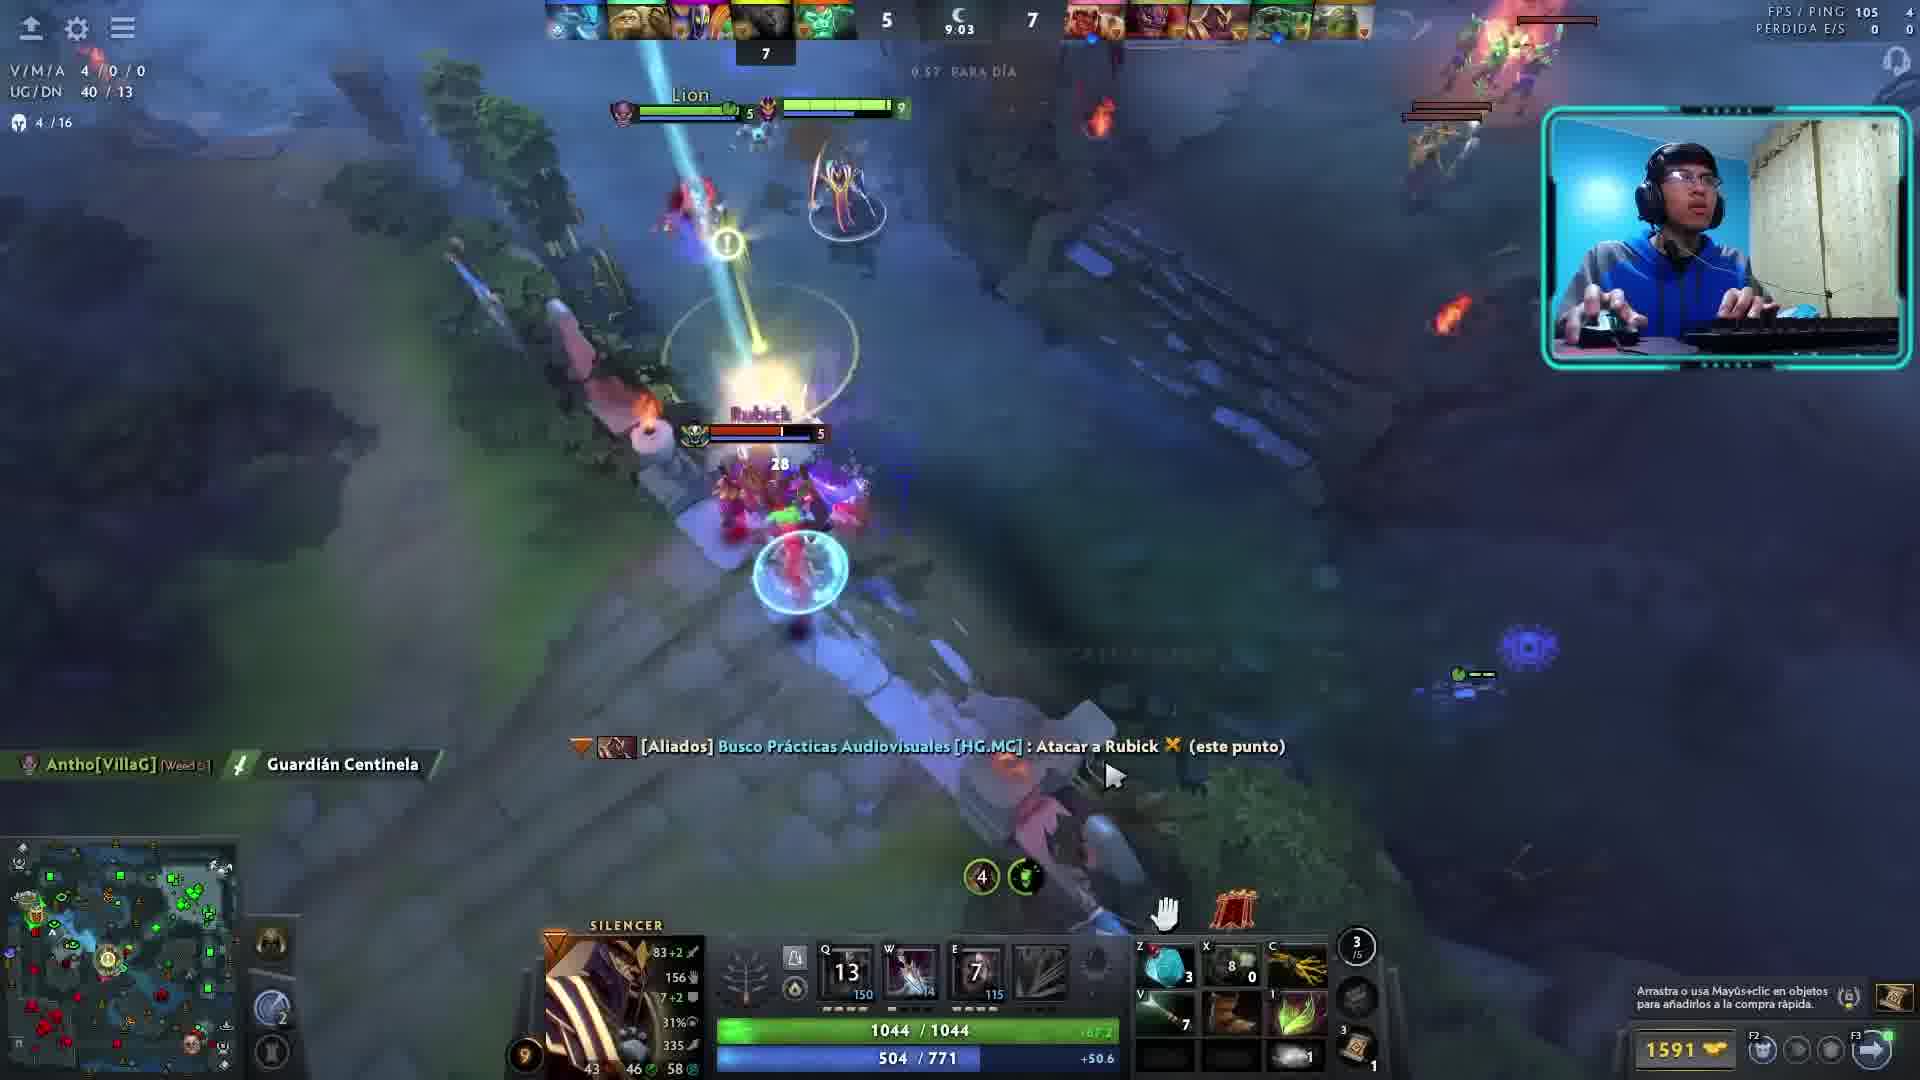 5
9:03
7
FPS / PING 105 4
PÉRDIDA E/S 0 0
7
0:57 PARA DÍA
V/M/A 4 / 0 / 0
UG/DN 40 / 13
4 / 16
Lion
5
9
Rubick
5
28
[Aliados] Busco Prácticas Audiovisuales [HG.MC] : Atacar a Rubick (este punto)
Antho[VillaG]
Guardián Centinela
4
SILENCER
83 +2
156
7 +2
31%
335
43 46 58
9
2
Q 13 150
W 14
E 7 115
1044 / 1044 +67.2
504 / 771 +50.6
Z 3
X 8 0
C
V 7
1
3 /5
3 1
Arrastra o usa Mayús+clic en objetos
para añadirlos a la compra rápida.
1591
F2
F3